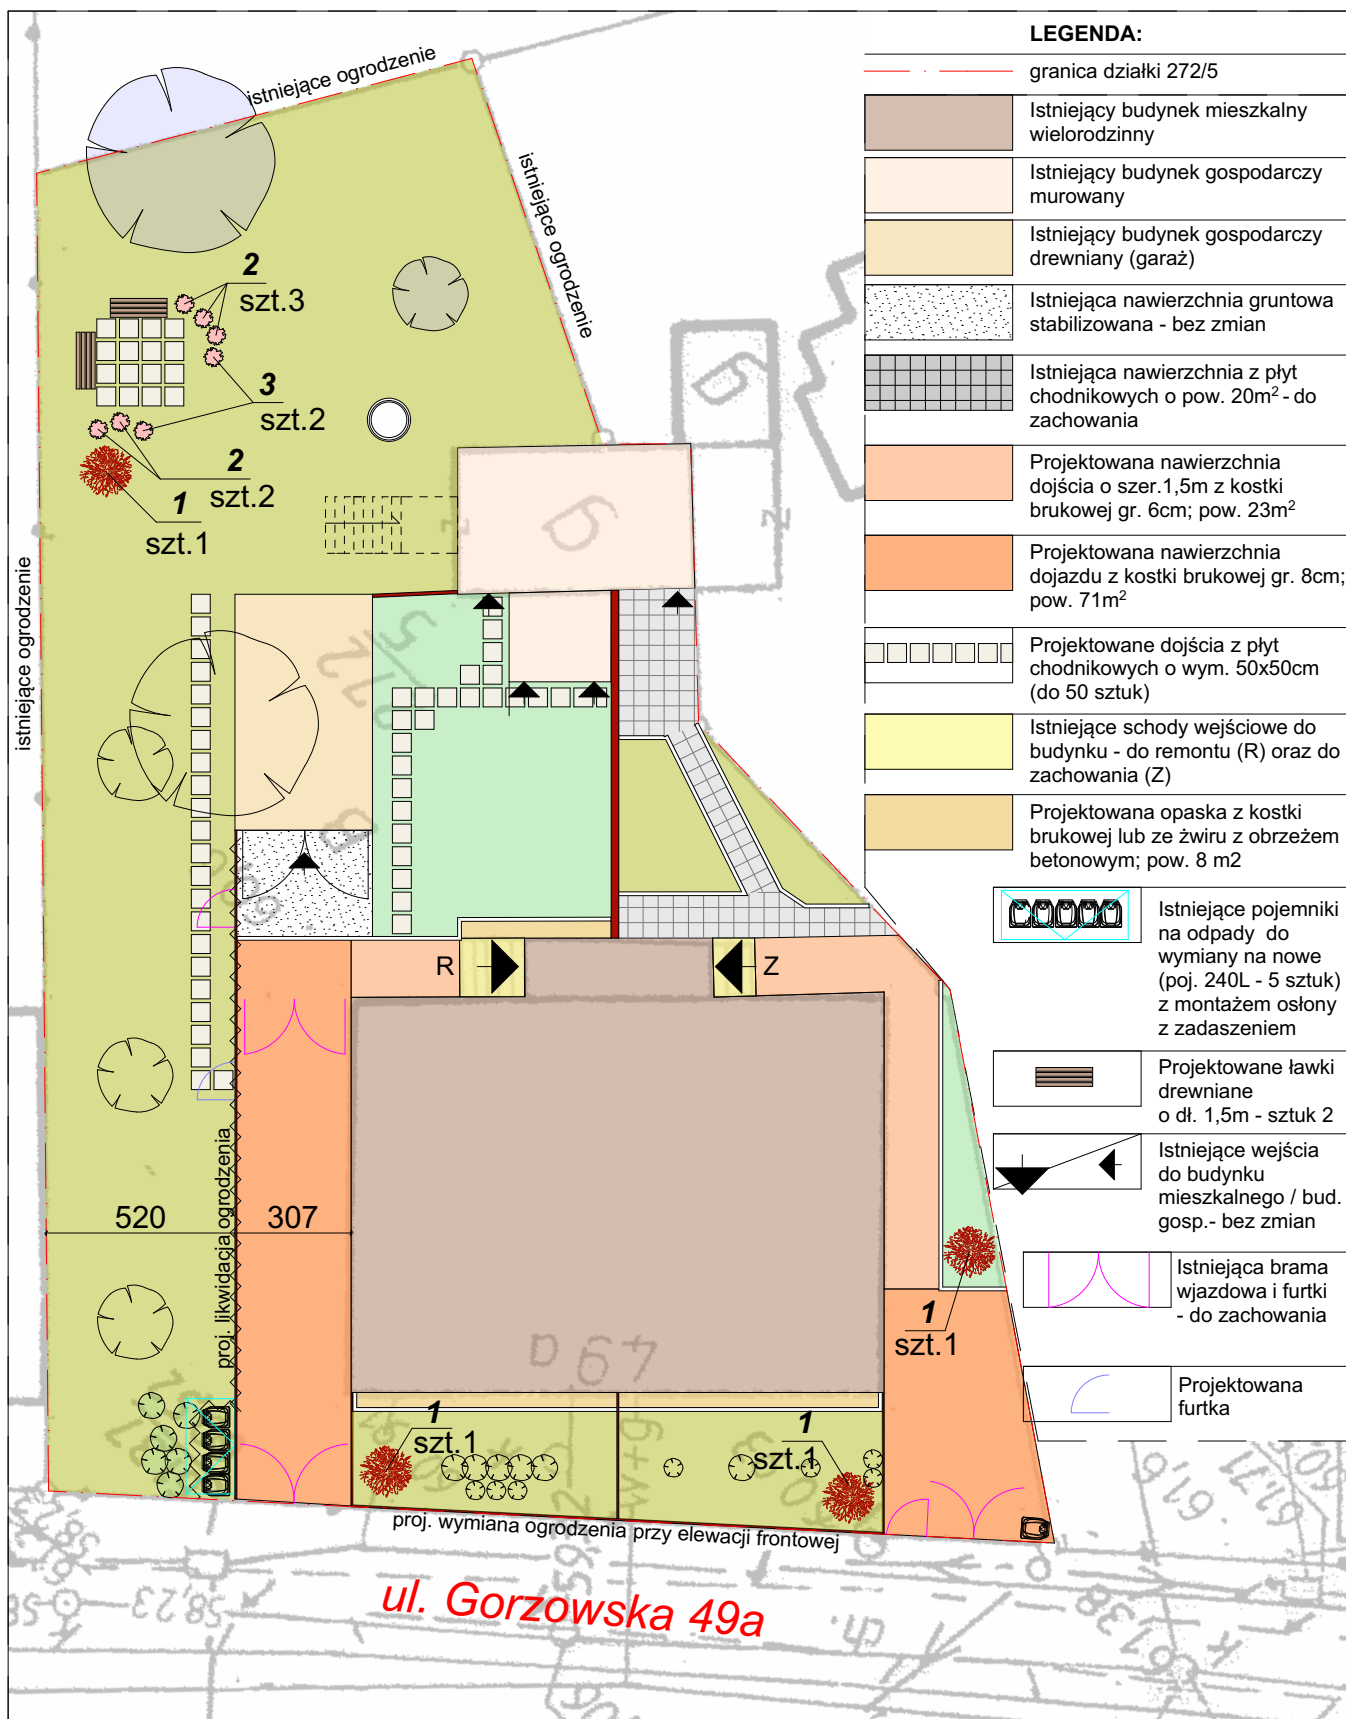 LEGENDA:
granica działki 272/5
Istniejący budynek mieszkalny
wielorodzinny
Istniejący budynek gospodarczy
murowany
Istniejący budynek gospodarczy
drewniany (garaż)
Istniejąca nawierzchnia gruntowa
stabilizowana - bez zmian
Istniejąca nawierzchnia z płyt
chodnikowych o pow. 20m² - do
zachowania
Projektowana nawierzchnia
dojścia o szer.1,5m z kostki
brukowej gr. 6cm; pow. 23m²
Projektowana nawierzchnia
dojazdu z kostki brukowej gr. 8cm;
pow. 71m²
Projektowane dojścia z płyt
chodnikowych o wym. 50x50cm
(do 50 sztuk)
Istniejące schody wejściowe do
budynku - do remontu (R) oraz do
zachowania (Z)
Projektowana opaska z kostki
brukowej lub ze żwiru z obrzeżem
betonowym; pow. 8 m2
Istniejące pojemniki
na odpady do
wymiany na nowe
(poj. 240L - 5 sztuk)
z montażem osłony
z zadaszeniem
Projektowane ławki
drewniane
o dł. 1,5m - sztuk 2
Istniejące wejścia
do budynku
mieszkalnego / bud.
gosp.- bez zmian
Istniejąca brama
wjazdowa i furtki
- do zachowania
Projektowana
furtka
istniejące ogrodzenie
istniejące ogrodzenie
istniejące ogrodzenie
2
szt.3
3
szt.2
2
szt.2
1
szt.1
R
Z
520
307
proj. likwidacja ogrodzenia
1
szt.1
1
szt.1
1
szt.1
49a
proj. wymiana ogrodzenia przy elewacji frontowej
58,23
ul. Gorzowska 49a